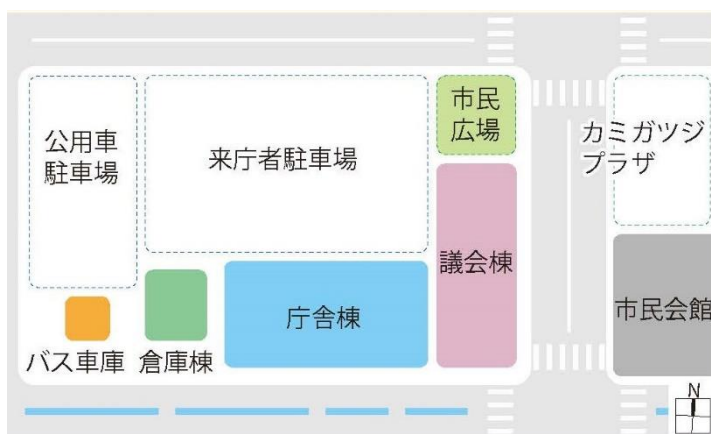 公用車
駐車場
来庁者駐車場
市民
広場
カミガツジ
プラザ
議会棟
庁舎棟
市民会館
バス車庫
倉庫棟
N